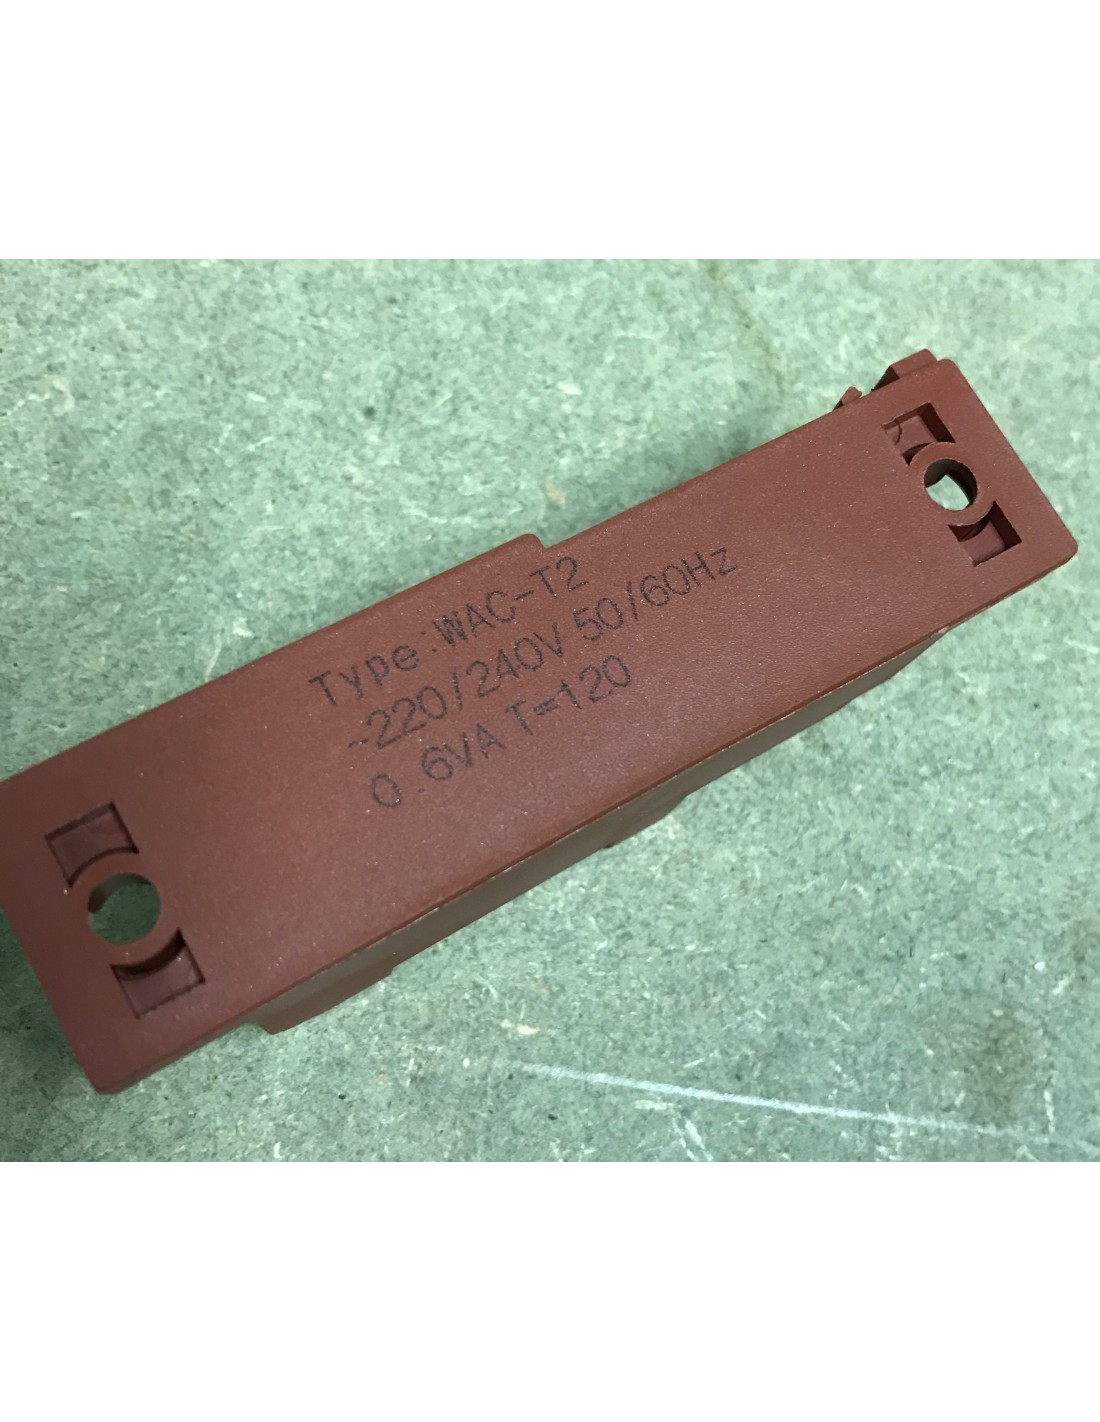 Type:WAC-T2
~220/240V 50/60Hz
0.6VA T=120